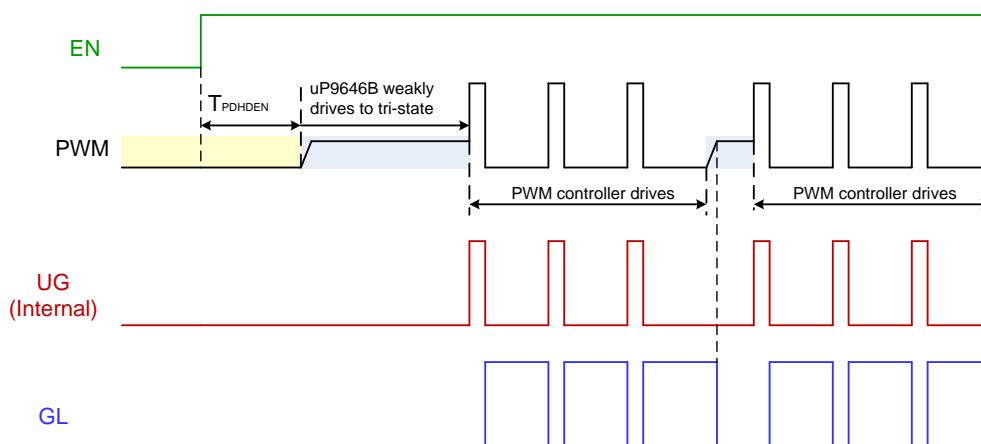 EN
TPDHDEN
uP9646B weakly
drives to tri-state
PWM
PWM controller drives
PWM controller drives
UG
(Internal)
GL